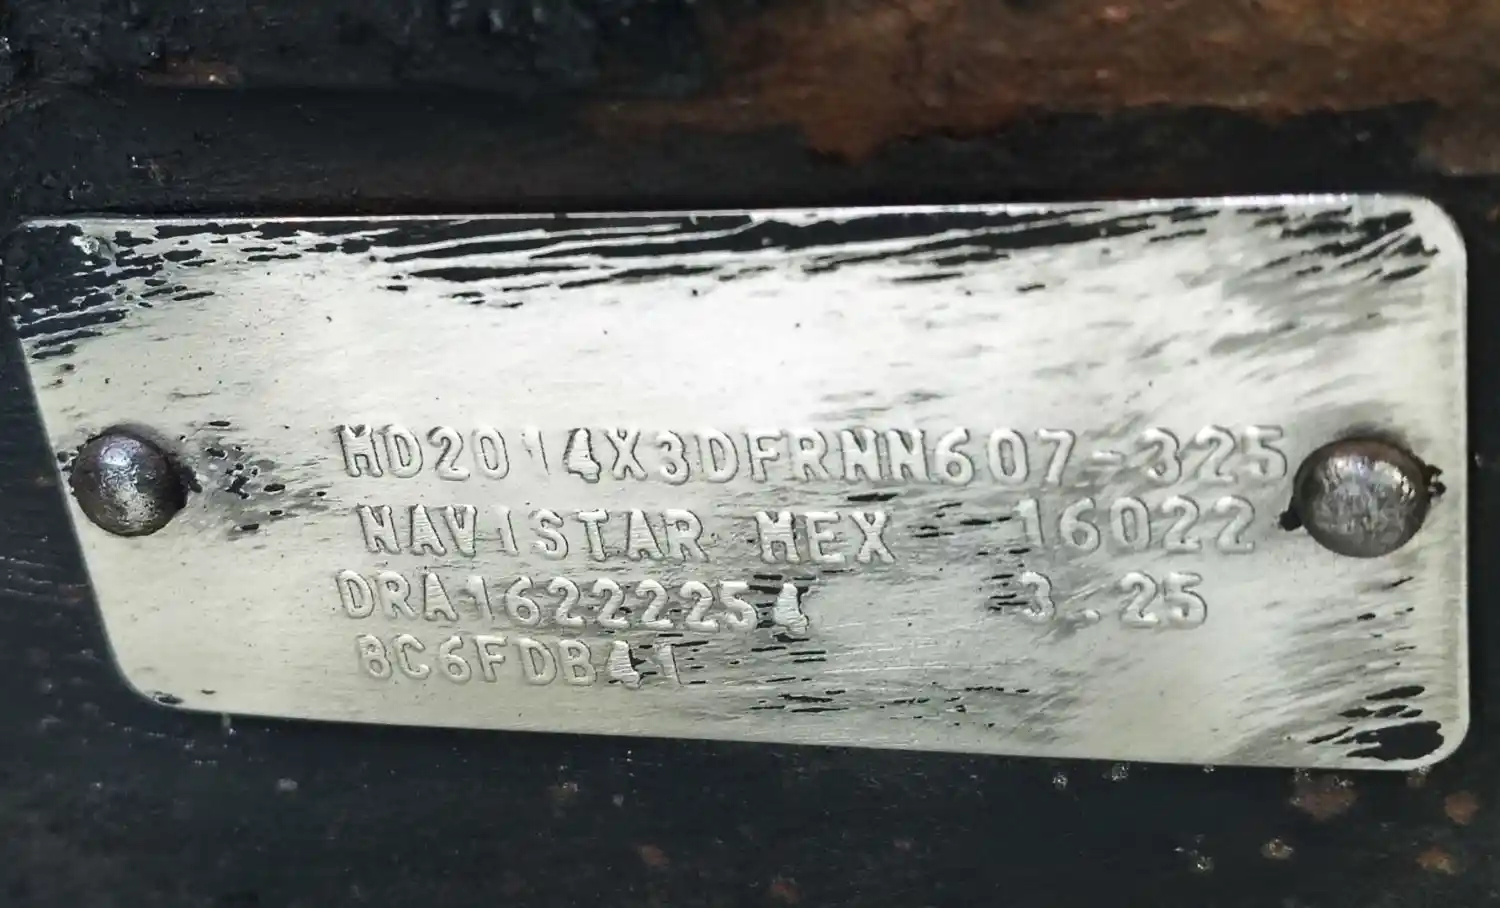 MD2014X3DFRNN607-325
NAVISTAR MEX 16022
DRA16222254 3.25
8C6FDB41